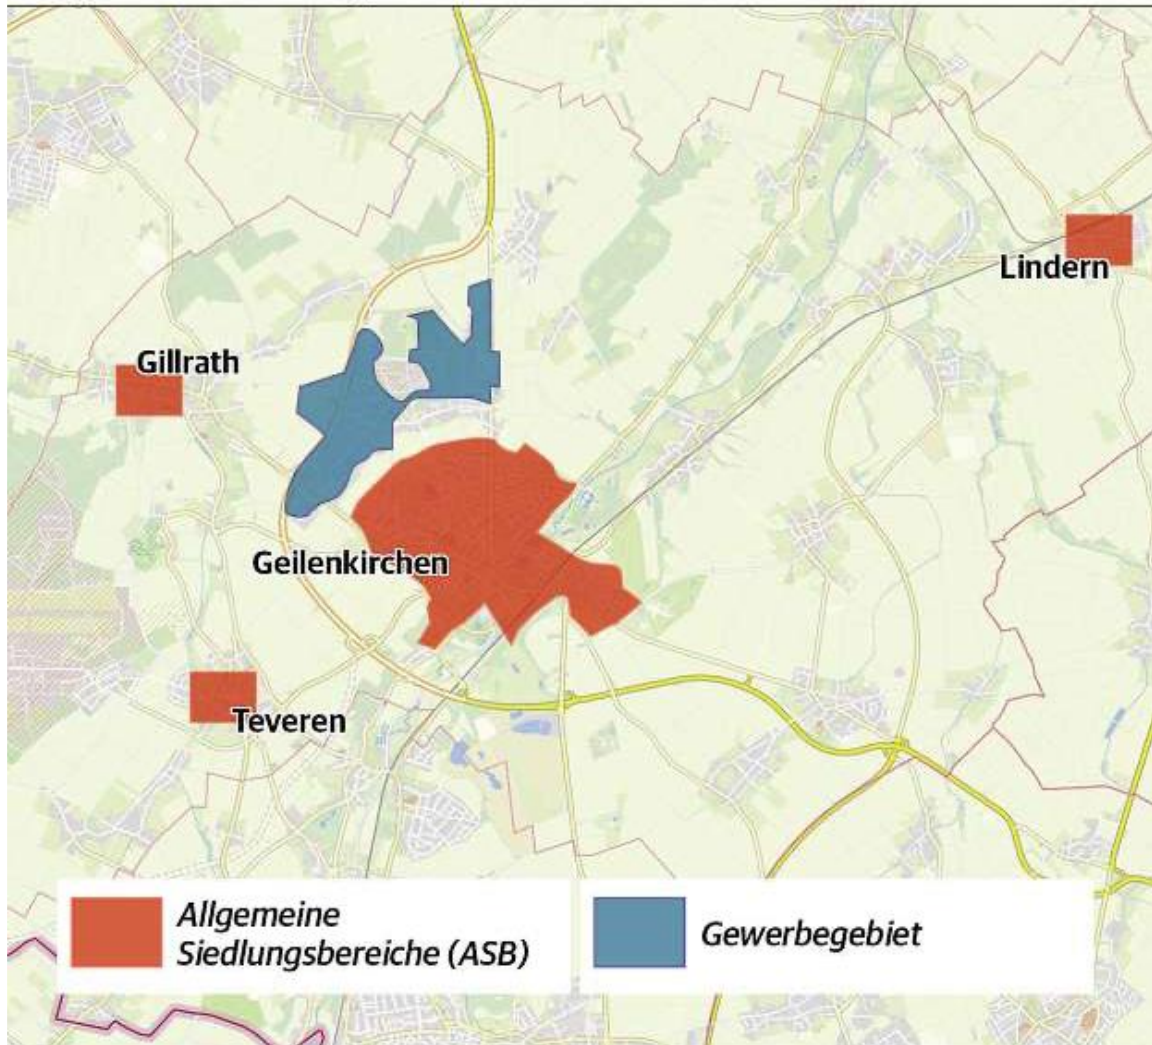 Lindern
Gillrath
Geilenkirchen
Teveren
Allgemeine
Siedlungsbereiche (ASB)
Gewerbegebiet